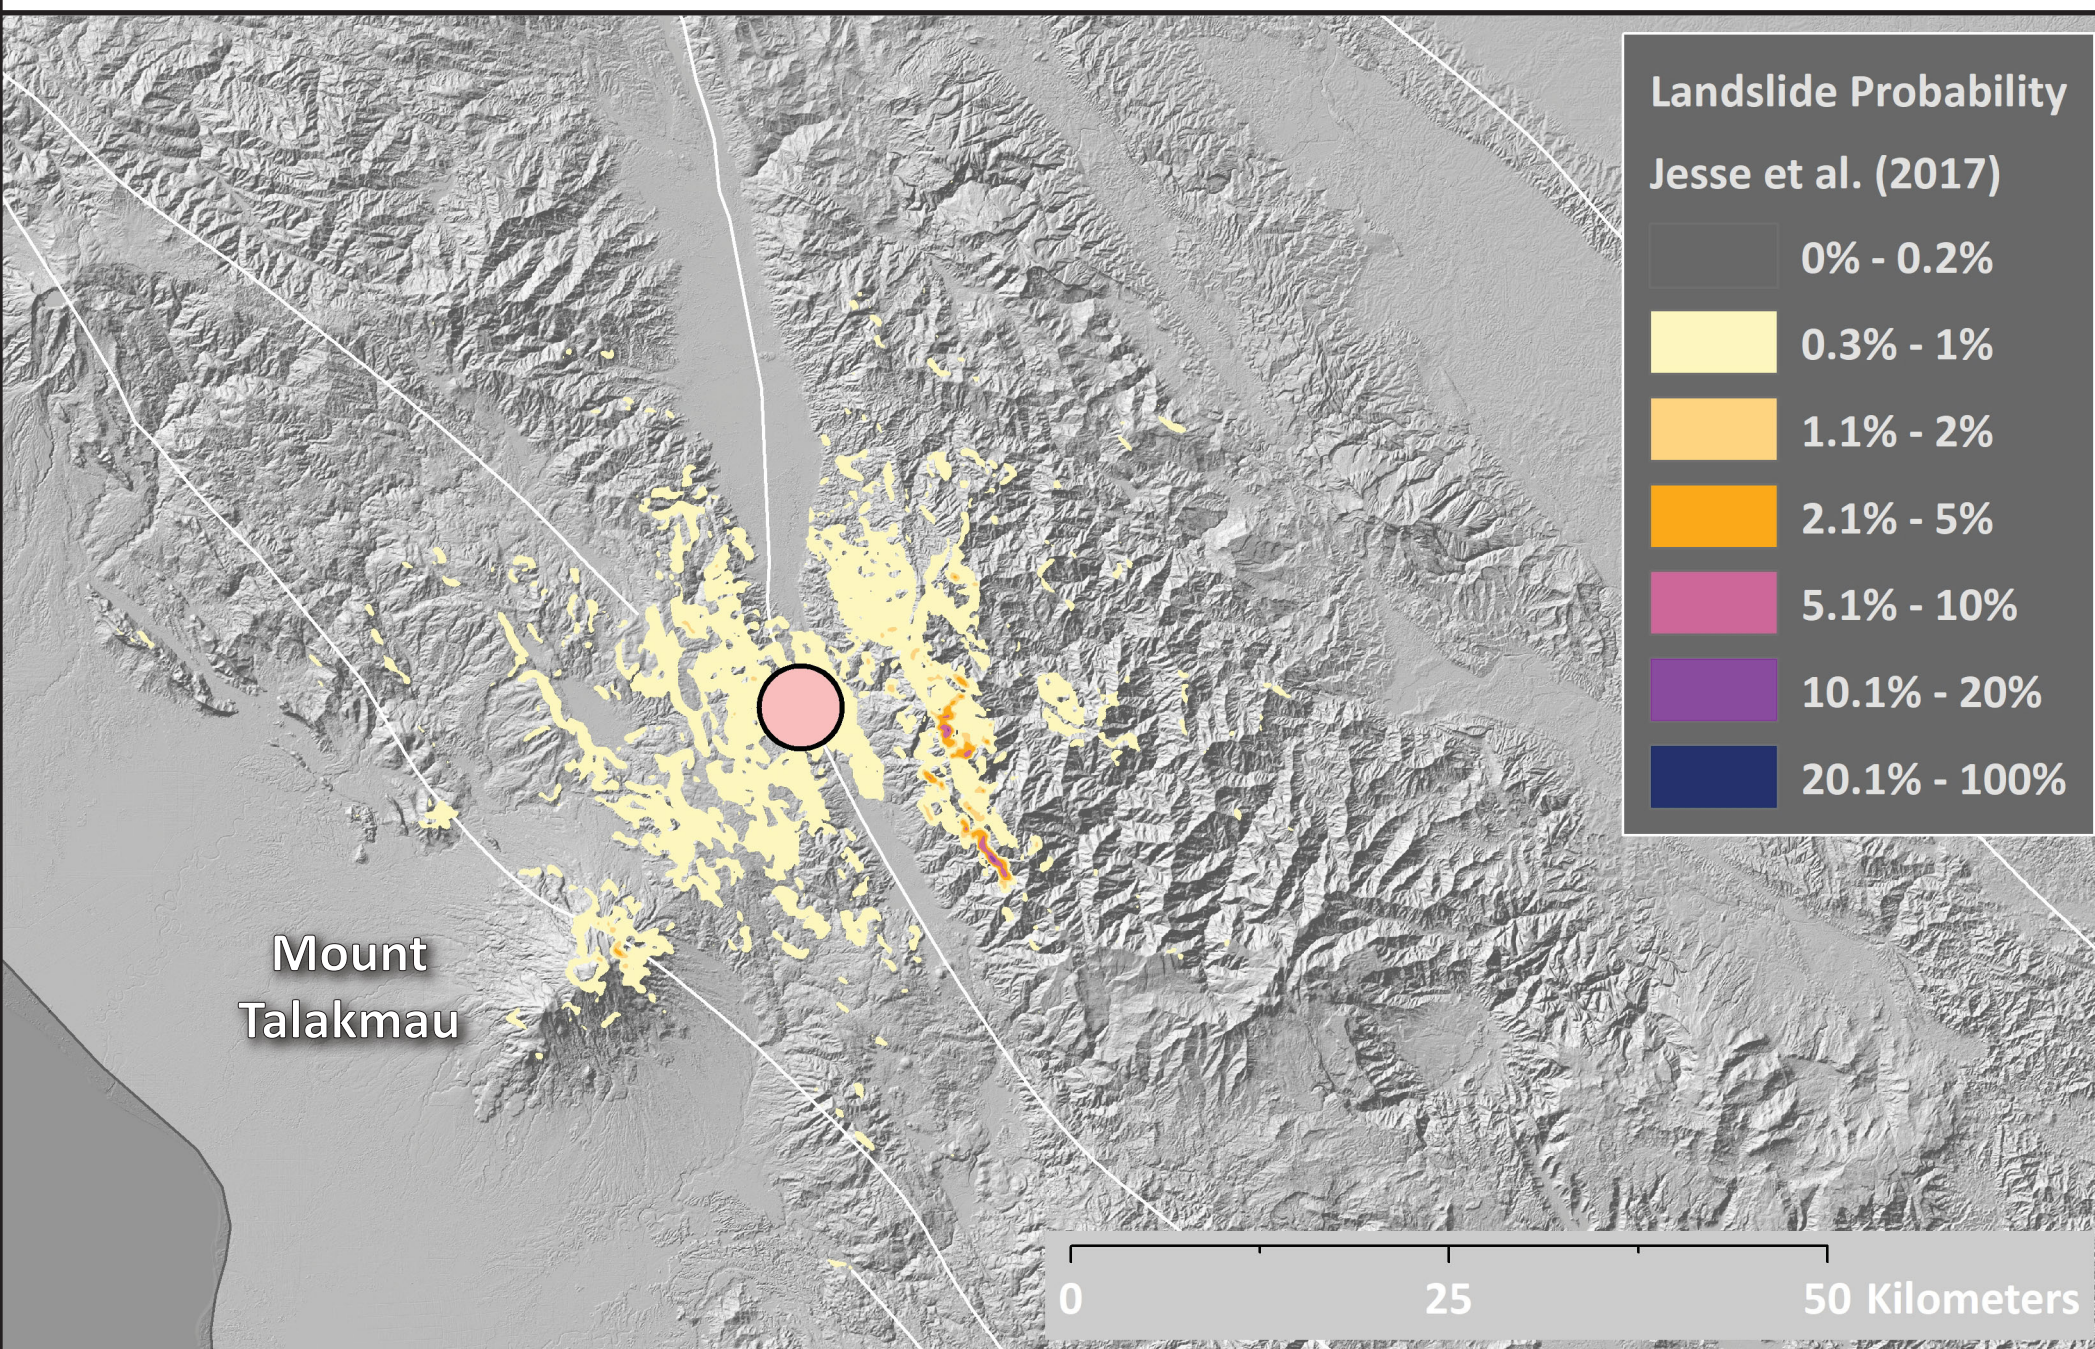 Landslide Probability
Jesse et al. (2017)
0% - 0.2%
0.3% - 1%
1.1% - 2%
2.1% - 5%
5.1% - 10%
10.1% - 20%
20.1% - 100%
Mount
Talakmau
0 25 50 Kilometers